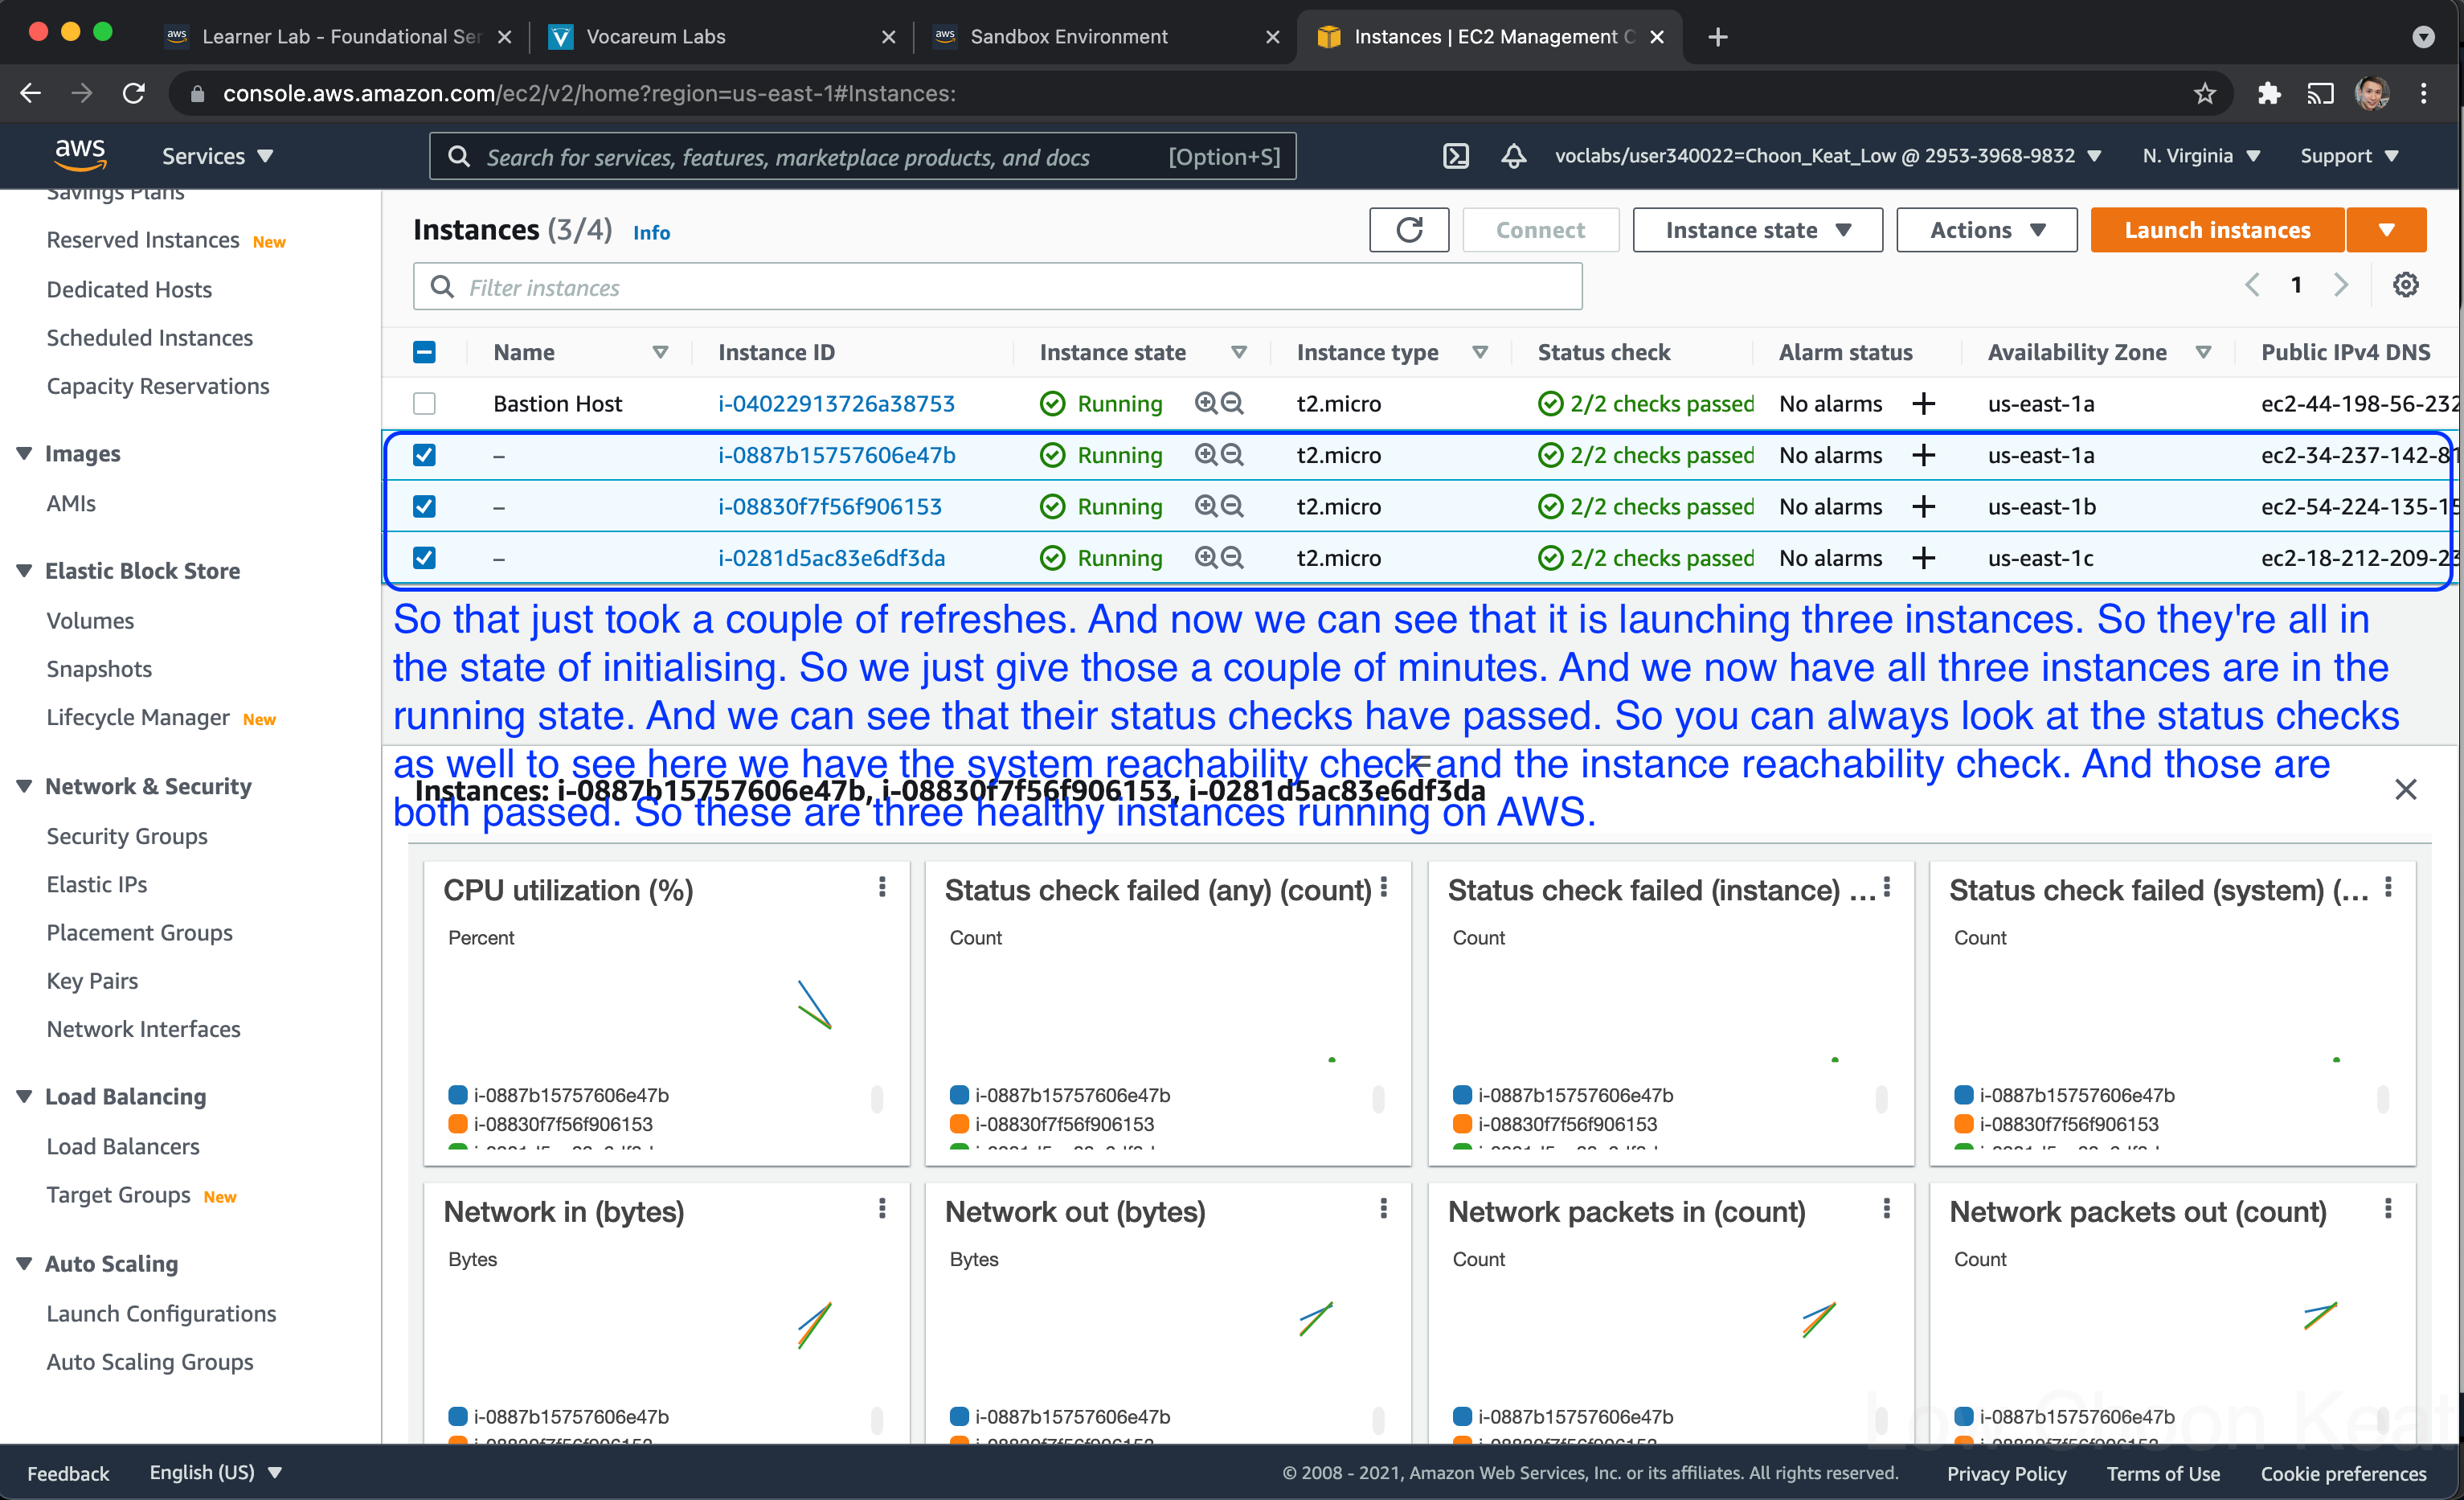 aws Learner Lab - Foundational Ser
Vocareum Labs
aws Sandbox Environment
Instances | EC2 Management C
console.aws.amazon.com/ec2/v2/home?region=us-east-1#Instances:
aws Services Search for services, features, marketplace products, and docs [Option+S] voclabs/user340022=Choon_Keat_Low @ 2953-3968-9832 N. Virginia Support
Savings Plans
Reserved Instances New
Dedicated Hosts
Scheduled Instances
Capacity Reservations
Images
AMIs
Elastic Block Store
Volumes
Snapshots
Lifecycle Manager New
Network & Security
Security Groups
Elastic IPs
Placement Groups
Key Pairs
Network Interfaces
Load Balancing
Load Balancers
Target Groups New
Auto Scaling
Launch Configurations
Auto Scaling Groups
Instances (3/4) Info Connect Instance state Actions Launch instances
Filter instances 1
Name Instance ID Instance state Instance type Status check Alarm status Availability Zone Public IPv4 DNS
Bastion Host i-04022913726a38753 Running t2.micro 2/2 checks passed No alarms + us-east-1a ec2-44-198-56-232
– i-0887b15757606e47b Running t2.micro 2/2 checks passed No alarms + us-east-1a ec2-34-237-142-81
– i-08830f7f56f906153 Running t2.micro 2/2 checks passed No alarms + us-east-1b ec2-54-224-135-15
– i-0281d5ac83e6df3da Running t2.micro 2/2 checks passed No alarms + us-east-1c ec2-18-212-209-23
So that just took a couple of refreshes. And now we can see that it is launching three instances. So they're all in
the state of initialising. So we just give those a couple of minutes. And we now have all three instances are in the
running state. And we can see that their status checks have passed. So you can always look at the status checks
as well to see here we have the system reachability check and the instance reachability check. And those are
both passed. So these are three healthy instances running on AWS.
Instances: i-0887b15757606e47b, i-08830f7f56f906153, i-0281d5ac83e6df3da
CPU utilization (%)
Percent
i-0887b15757606e47b
i-08830f7f56f906153
Status check failed (any) (count)
Count
i-0887b15757606e47b
i-08830f7f56f906153
Status check failed (instance) ...
Count
i-0887b15757606e47b
i-08830f7f56f906153
Status check failed (system) (...
Count
i-0887b15757606e47b
i-08830f7f56f906153
Network in (bytes)
Bytes
i-0887b15757606e47b
Network out (bytes)
Bytes
i-0887b15757606e47b
Network packets in (count)
Count
i-0887b15757606e47b
Network packets out (count)
Count
i-0887b15757606e47b
Low Choon Keat
Feedback English (US) © 2008 - 2021, Amazon Web Services, Inc. or its affiliates. All rights reserved. Privacy Policy Terms of Use Cookie preferences